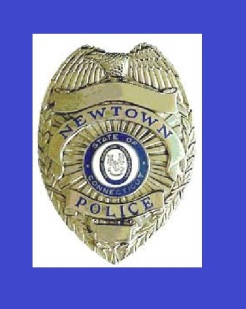 NEWTOWN
STATE OF
CONNECTICUT
POLICE